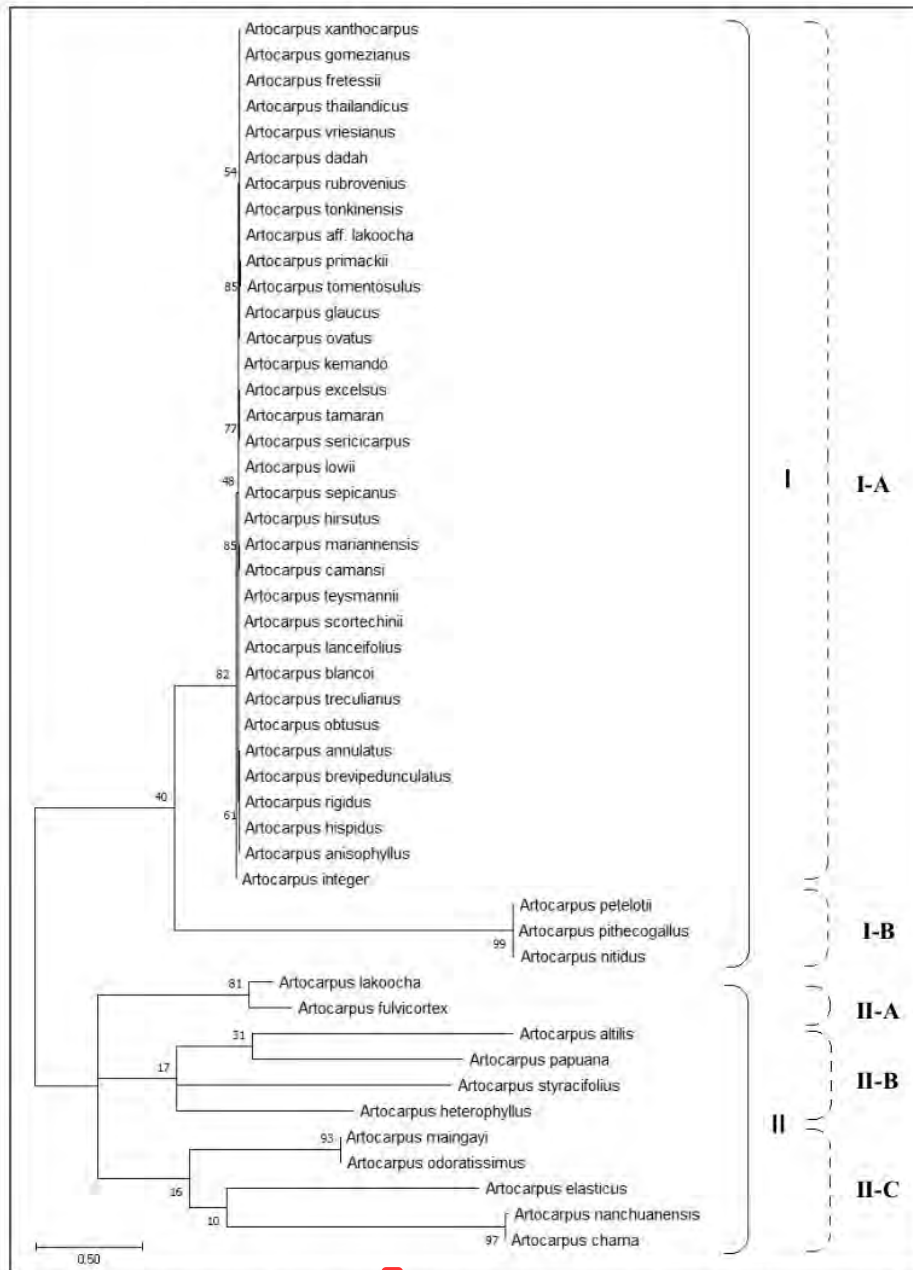 Artocarpus xanthocarpus
Artocarpus gomezianus
Artocarpus fretessii
Artocarpus thailandicus
Artocarpus vriesianus
Artocarpus dadah
54
Artocarpus rubrovenius
Artocarpus tonkinensis
Artocarpus aff. lakoocha
Artocarpus primackii
85 Artocarpus tomentosulus
Artocarpus glaucus
Artocarpus ovatus
Artocarpus kemando
Artocarpus excelsus
Artocarpus tamaran
77
Artocarpus sericicarpus
Artocarpus lowii
48
Artocarpus sepicanus
I
I-A
Artocarpus hirsutus
85 Artocarpus mariannensis
Artocarpus camansi
Artocarpus teysmannii
Artocarpus scortechinii
Artocarpus lanceifolius
82 Artocarpus blancoi
Artocarpus treculianus
Artocarpus obtusus
Artocarpus annulatus
Artocarpus brevipedunculatus
40
Artocarpus rigidus
61
Artocarpus hispidus
Artocarpus anisophyllus
Artocarpus integer
Artocarpus petelotii
Artocarpus pithecogallus
I-B
99
Artocarpus nitidus
81 Artocarpus lakoocha
II-A
Artocarpus fulvicortex
31 Artocarpus altilis
Artocarpus papuana
17
Artocarpus styracifolius
II-B
Artocarpus heterophyllus
II
93 Artocarpus maingayi
Artocarpus odoratissimus
16
Artocarpus elasticus
II-C
10
Artocarpus nanchuanensis
97 Artocarpus chama
0.50